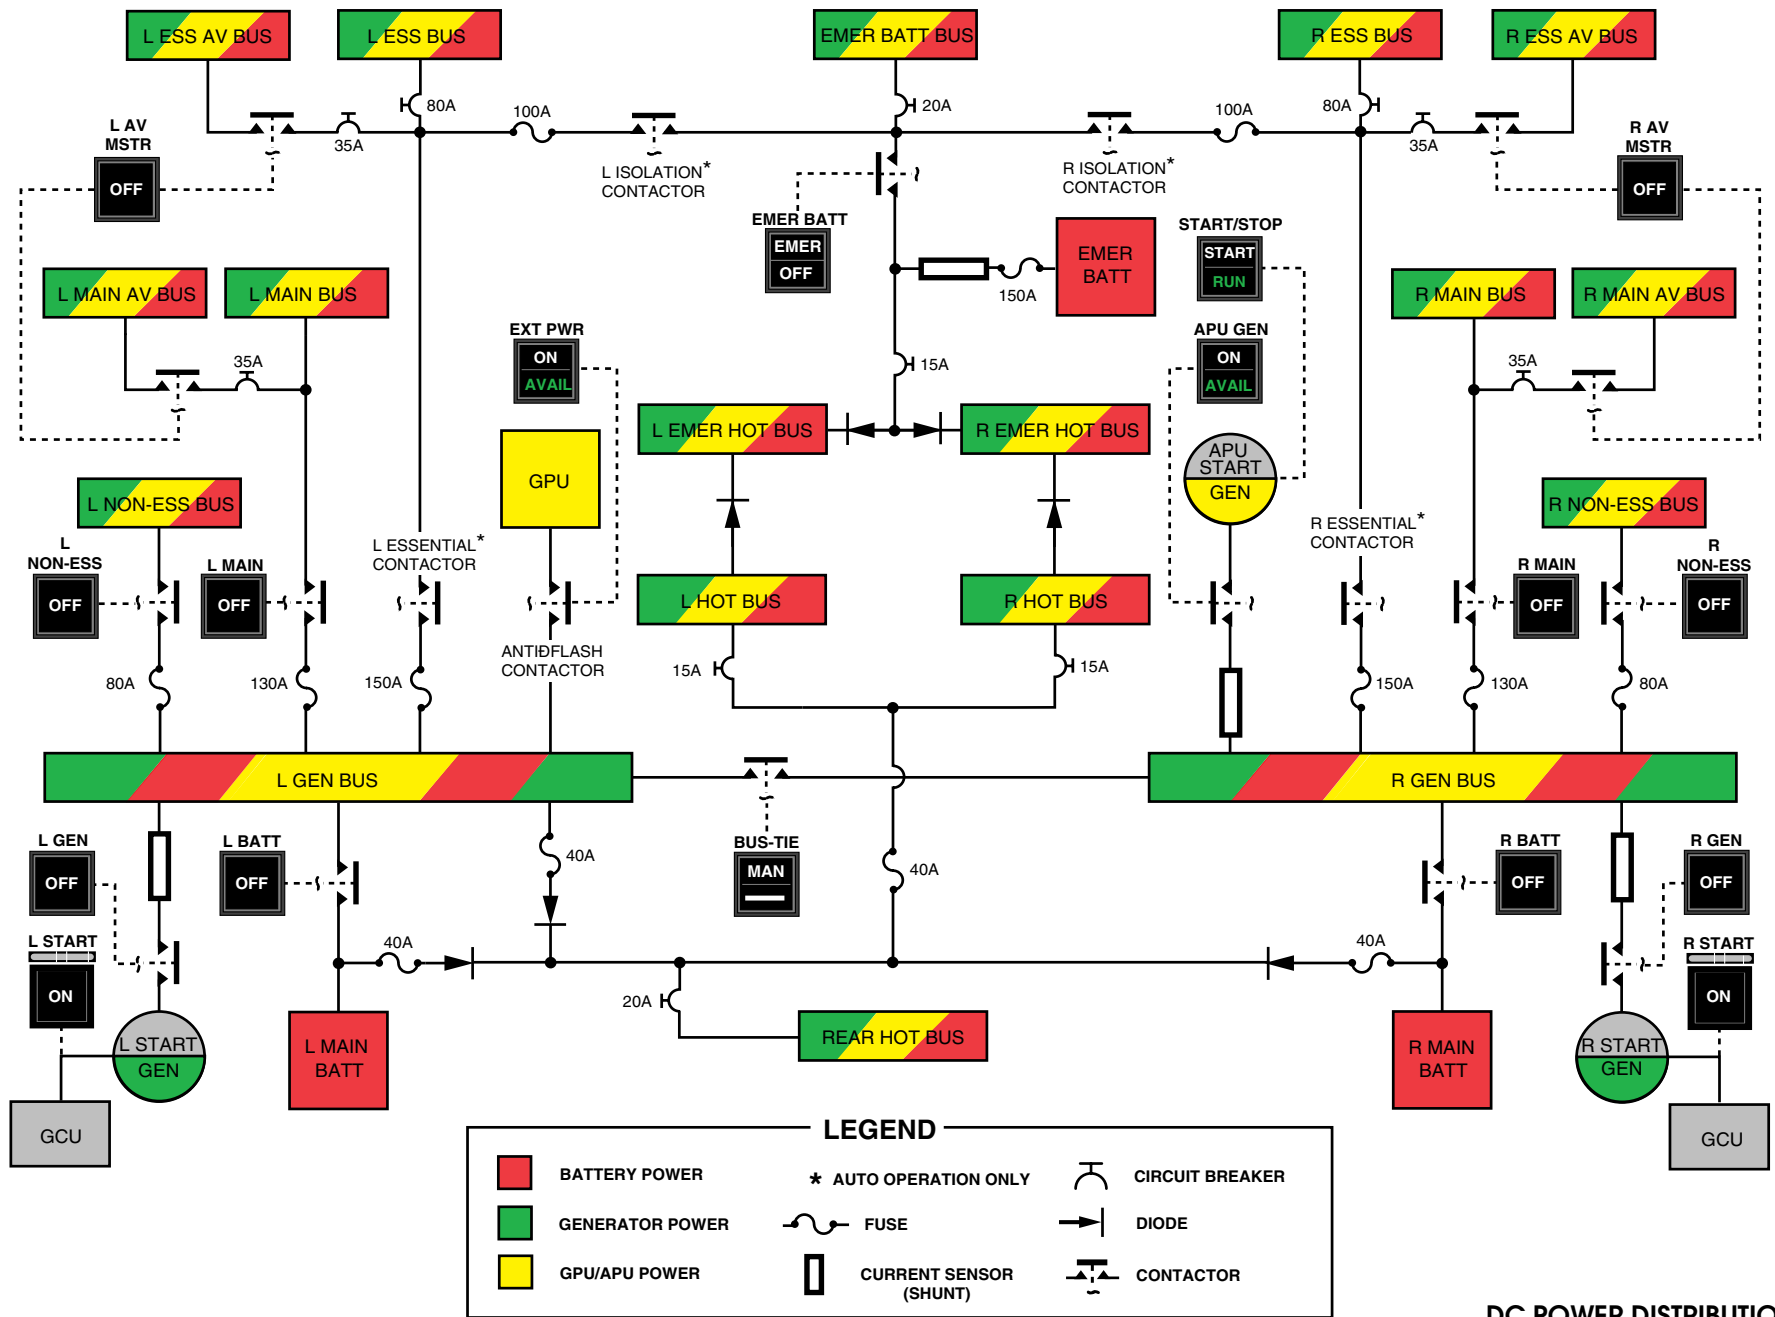 L ESS AV BUS
L ESS BUS
EMER BATT BUS
R ESS BUS
R ESS AV BUS
80A
20A
80A
100A
100A
L AV
MSTR
OFF
35A
35A
R AV
MSTR
OFF
L ISOLATION*
CONTACTOR
R ISOLATION*
CONTACTOR
EMER BATT
EMER
OFF
START/STOP
START
RUN
EMER
BATT
150A
L MAIN AV BUS
L MAIN BUS
R MAIN BUS
R MAIN AV BUS
EXT PWR
ON
AVAIL
APU GEN
ON
AVAIL
35A
15A
35A
L EMER HOT BUS
R EMER HOT BUS
GPU
APU
START
GEN
L NON-ESS BUS
R NON-ESS BUS
L
NON-ESS
OFF
L MAIN
OFF
L ESSENTIAL*
CONTACTOR
R ESSENTIAL*
CONTACTOR
R MAIN
OFF
R
NON-ESS
OFF
L HOT BUS
R HOT BUS
ANTI-FLASH
CONTACTOR
80A
130A
150A
15A
15A
150A
130A
80A
L GEN BUS
R GEN BUS
L GEN
OFF
L BATT
OFF
40A
BUS-TIE
MAN
40A
R BATT
OFF
R GEN
OFF
L START
ON
40A
40A
R START
ON
20A
REAR HOT BUS
L START
GEN
L MAIN
BATT
R MAIN
BATT
R START
GEN
GCU
GCU
LEGEND
BATTERY POWER
* AUTO OPERATION ONLY
CIRCUIT BREAKER
GENERATOR POWER
FUSE
DIODE
GPU/APU POWER
CURRENT SENSOR
(SHUNT)
CONTACTOR
DC POWER DISTRIBUTIO